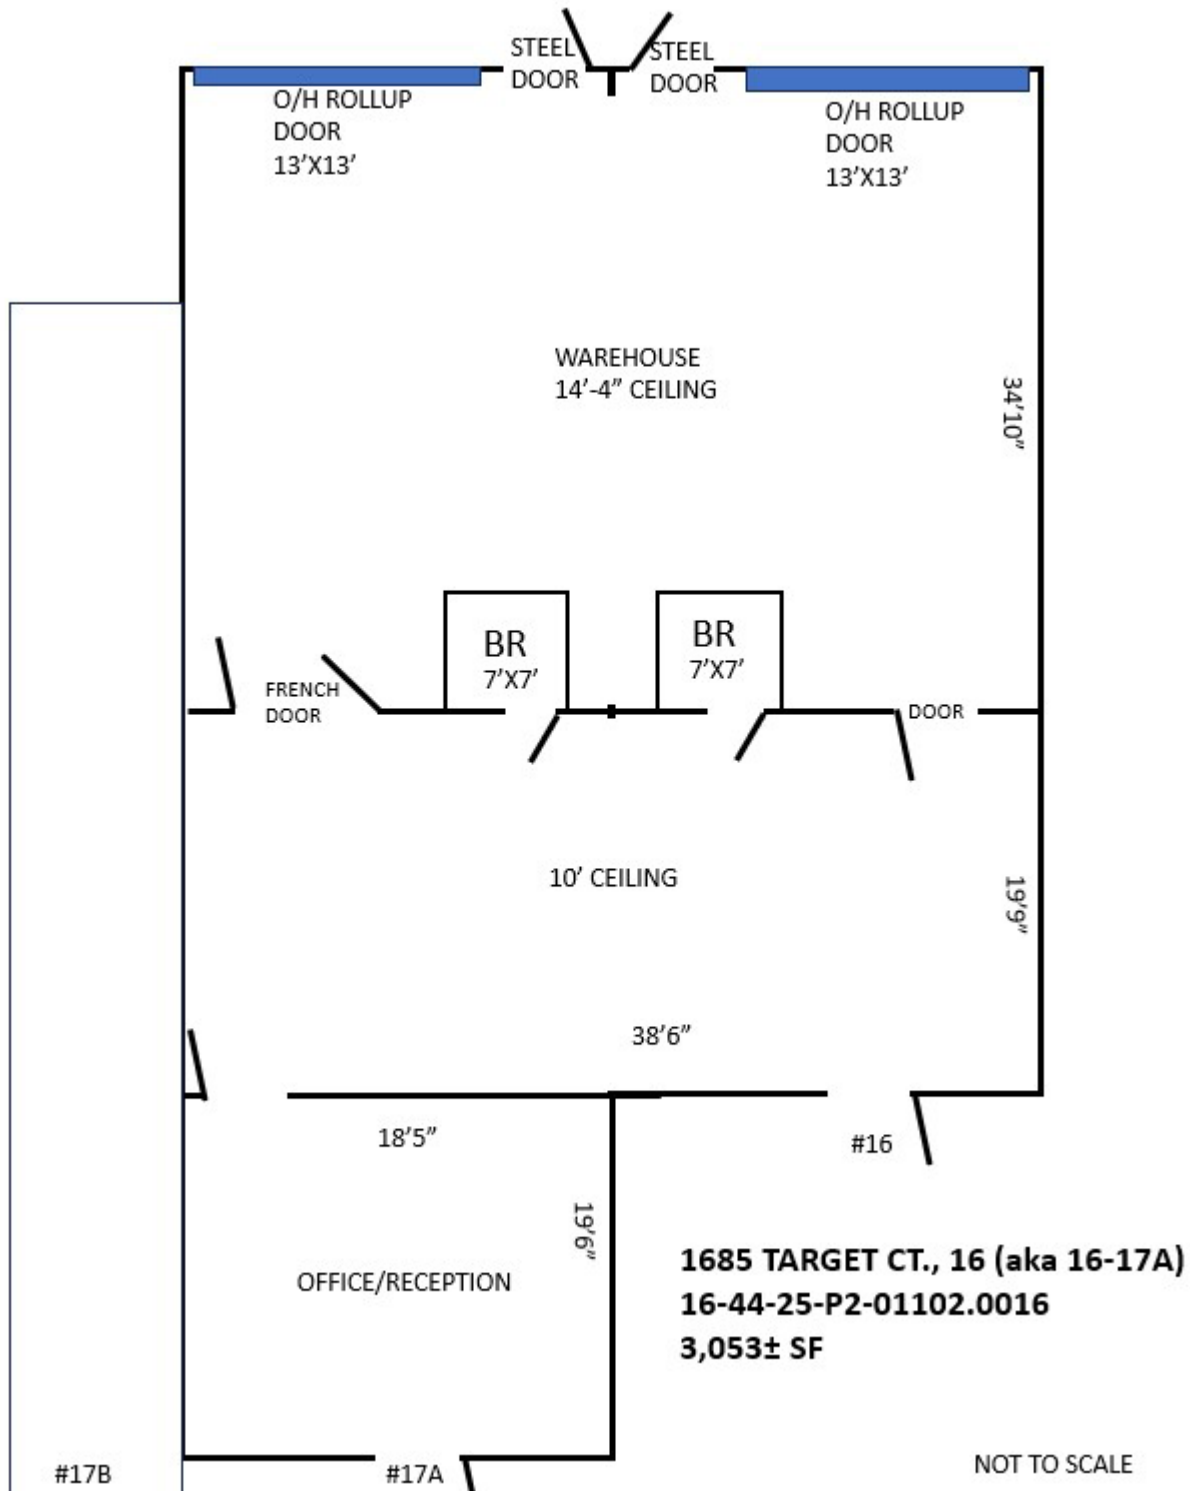 STEEL
DOOR
STEEL
DOOR
O/H ROLLUP
DOOR
13’X13’
O/H ROLLUP
DOOR
13’X13’
WAREHOUSE
14’-4” CEILING
34’10”
BR
7’X7’
BR
7’X7’
FRENCH
DOOR
DOOR
10’ CEILING
19’9”
38’6”
18’5”
#16
19’6”
OFFICE/RECEPTION
1685 TARGET CT., 16 (aka 16-17A)
16-44-25-P2-01102.0016
3,053± SF
#17B
#17A
NOT TO SCALE